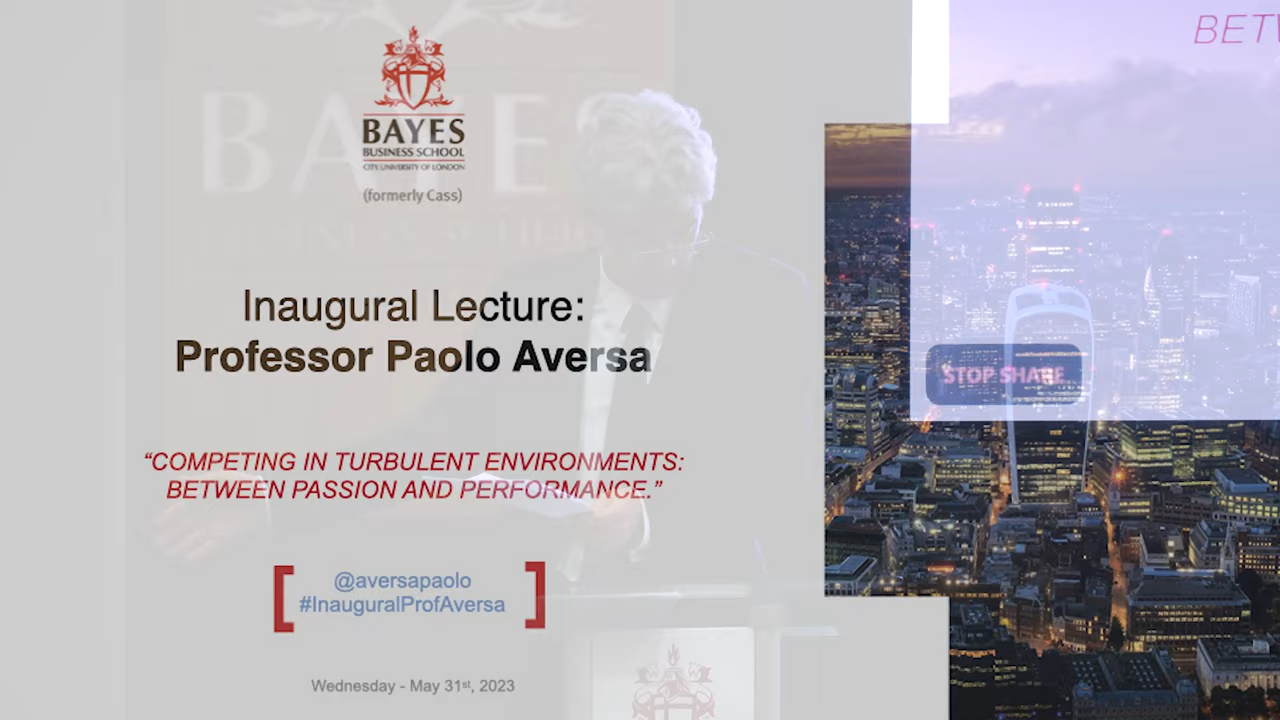 BAYES
BUSINESS SCHOOL
CITY, UNIVERSITY OF LONDON
(formerly Cass)
Inaugural Lecture:
Professor Paolo Aversa
“COMPETING IN TURBULENT ENVIRONMENTS:
BETWEEN PASSION AND PERFORMANCE.”
@aversapaolo
#InauguralProfAversa
Wednesday - May 31st, 2023
BAYES
BETW
STOP SHARE